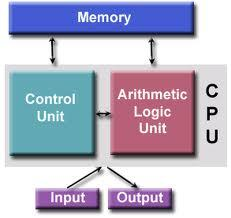 Memory
Control
Unit
Arithmetic
Logic
Unit
C
P
U
Input
Output